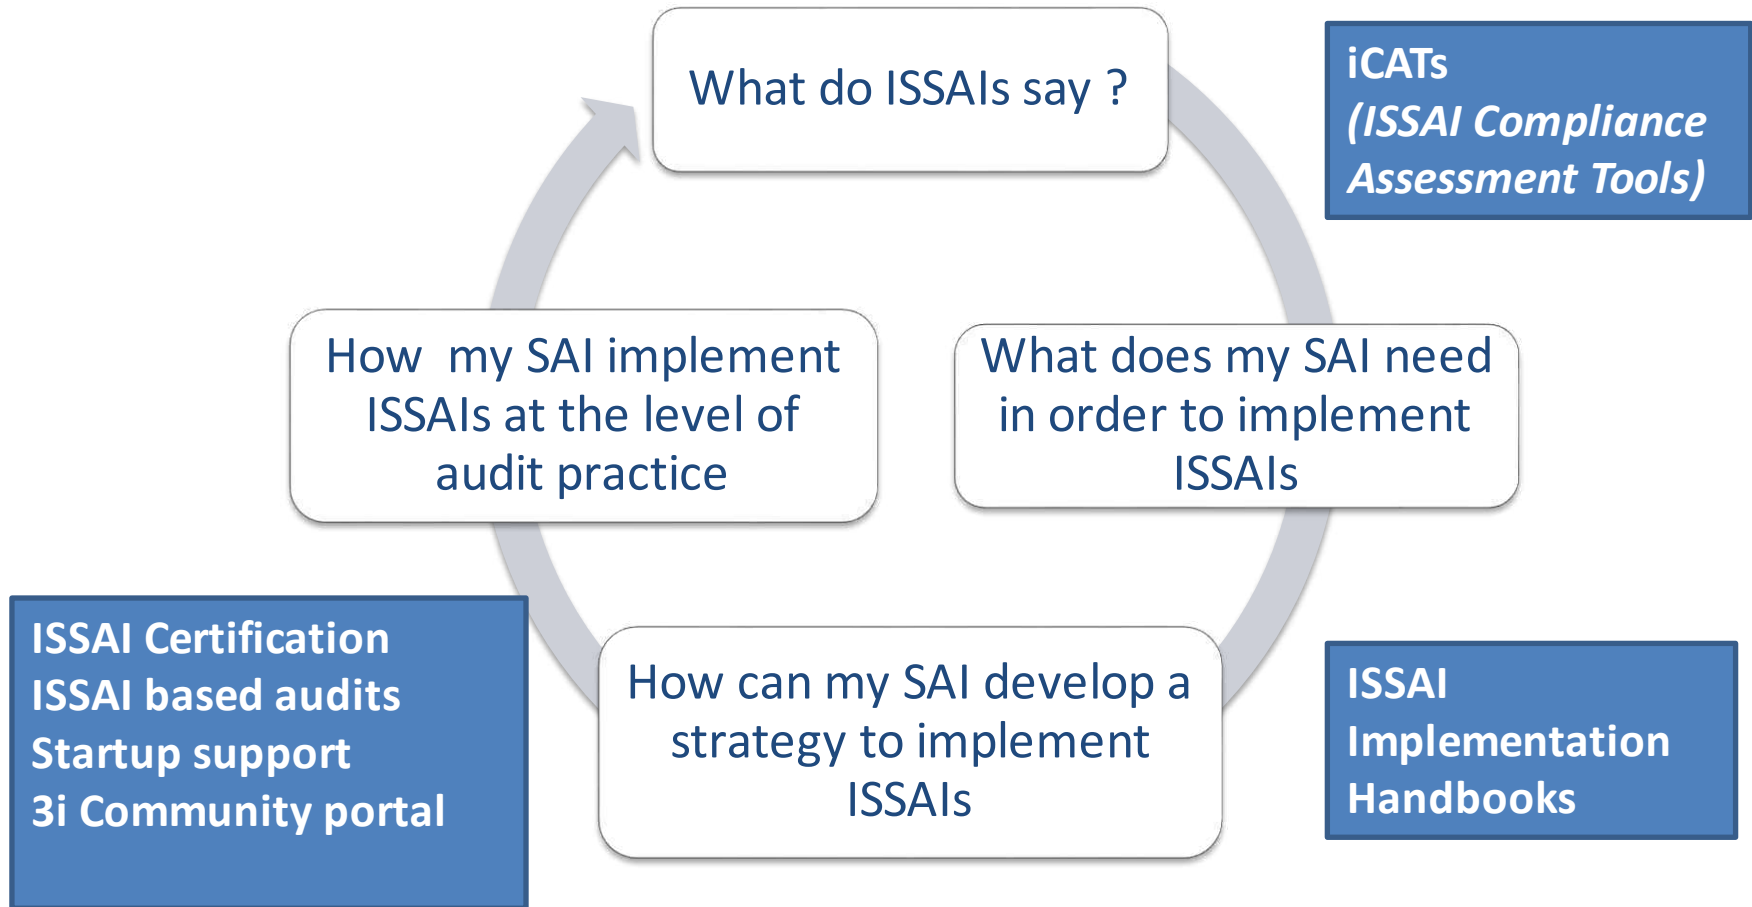 What do ISSAIs say ?
iCATs
(ISSAI Compliance
Assessment Tools)
How my SAI implement
ISSAIs at the level of
audit practice
What does my SAI need
in order to implement
ISSAIs
ISSAI Certification
ISSAI based audits
Startup support
3i Community portal
How can my SAI develop a
strategy to implement
ISSAIs
ISSAI
Implementation
Handbooks